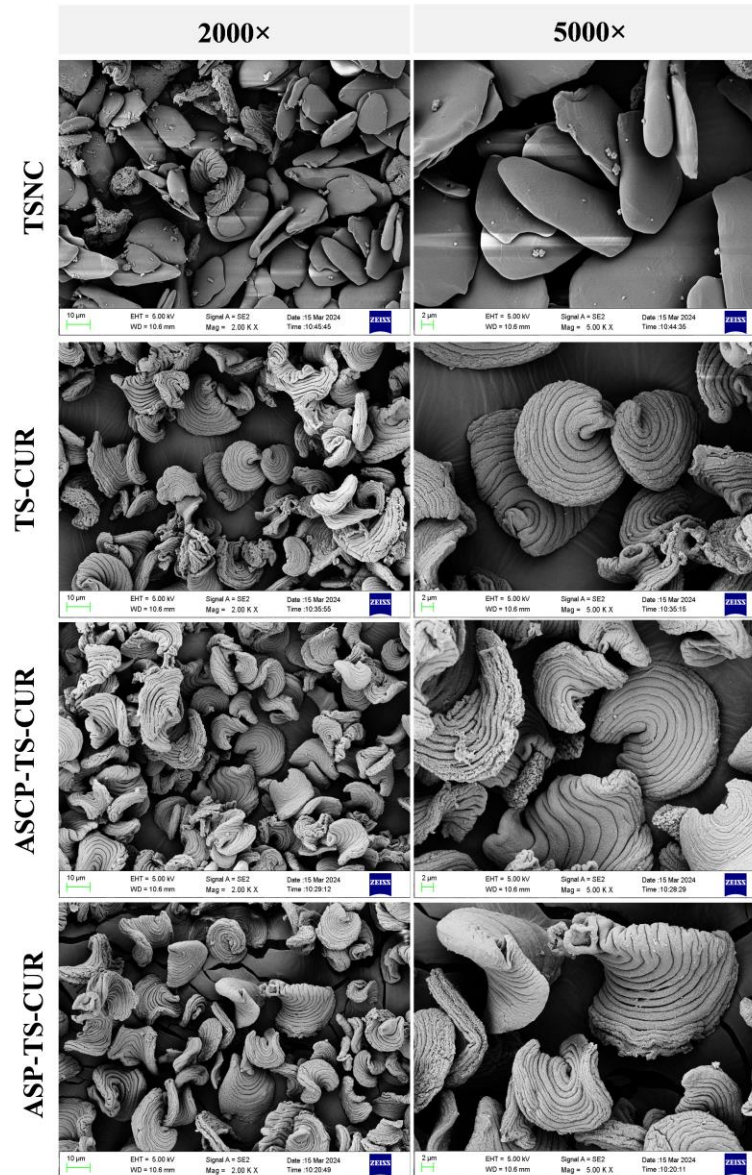 2000× 5000×
TSNC
10 µm EHT = 5.00 kV Signal A = SE2 Date :15 Mar 2024 ZEISS
WD = 10.6 mm Mag = 2.00 K X Time :10:45:45
2 µm EHT = 5.00 kV Signal A = SE2 Date :15 Mar 2024 ZEISS
WD = 10.6 mm Mag = 5.00 K X Time :10:44:35
TS-CUR
10 µm EHT = 5.00 kV Signal A = SE2 Date :15 Mar 2024 ZEISS
WD = 10.6 mm Mag = 2.00 K X Time :10:35:55
2 µm EHT = 5.00 kV Signal A = SE2 Date :15 Mar 2024 ZEISS
WD = 10.6 mm Mag = 5.00 K X Time :10:35:15
ASCP-TS-CUR
10 µm EHT = 5.00 kV Signal A = SE2 Date :15 Mar 2024 ZEISS
WD = 10.6 mm Mag = 2.00 K X Time :10:29:12
2 µm EHT = 5.00 kV Signal A = SE2 Date :15 Mar 2024 ZEISS
WD = 10.6 mm Mag = 5.00 K X Time :10:28:29
ASP-TS-CUR
10 µm EHT = 5.00 kV Signal A = SE2 Date :15 Mar 2024 ZEISS
WD = 10.6 mm Mag = 2.00 K X Time :10:20:49
2 µm EHT = 5.00 kV Signal A = SE2 Date :15 Mar 2024 ZEISS
WD = 10.6 mm Mag = 5.00 K X Time :10:20:11